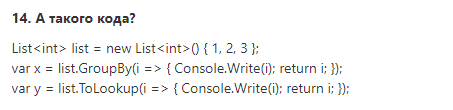 14. А такого кода?
List<int> list = new List<int>() { 1, 2, 3 };
var x = list.GroupBy(i => { Console.Write(i); return i; });
var y = list.ToLookup(i => { Console.Write(i); return i; });